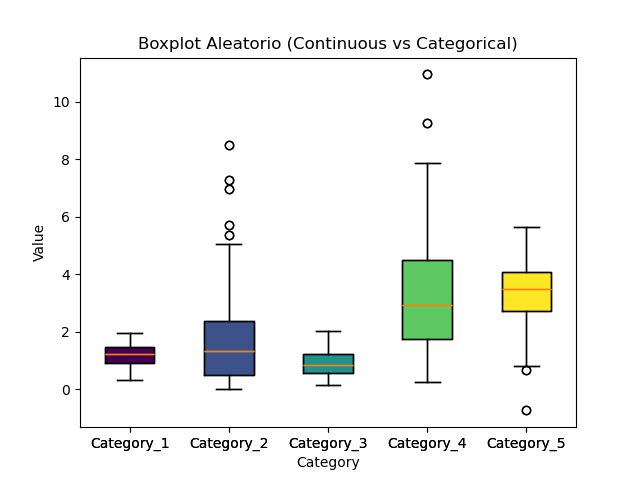 Boxplot Aleatorio (Continuous vs Categorical)
10
8
6
4
2
0
Value
Category_1 Category_2 Category_3 Category_4 Category_5
Category